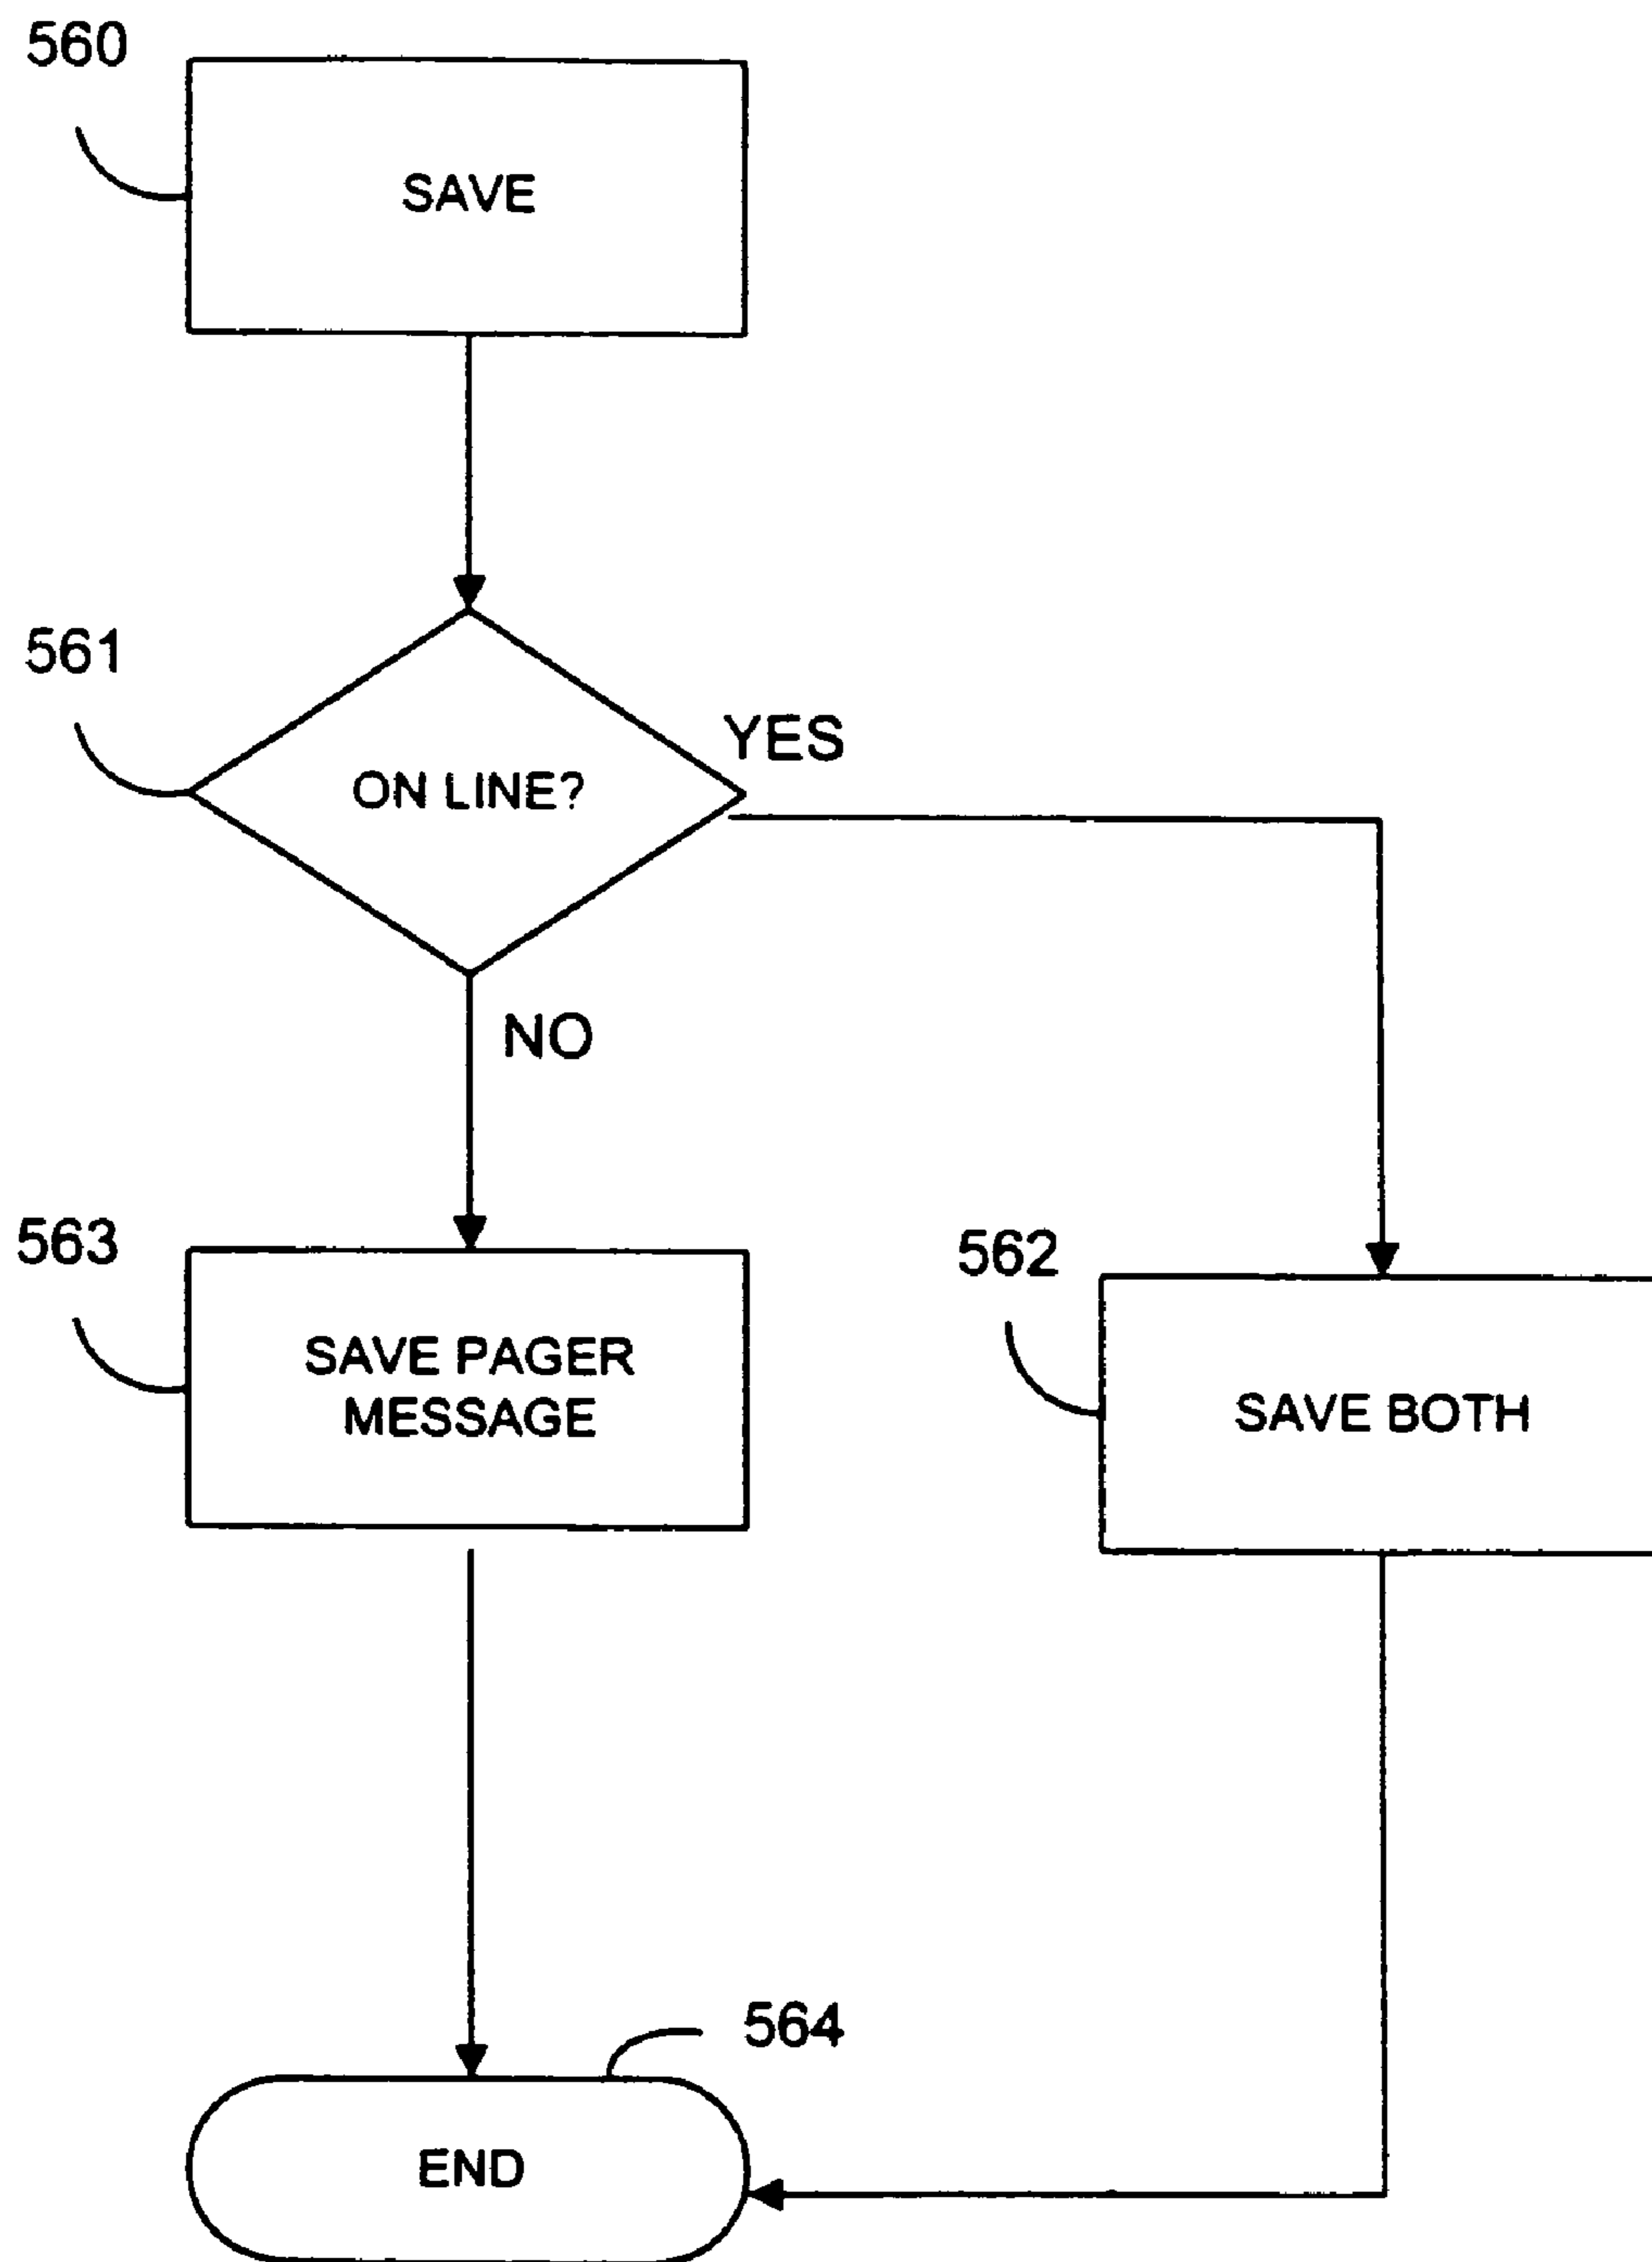 560
SAVE
561
ON LINE?
YES
NO
563
SAVE PAGER
MESSAGE
562
SAVE BOTH
564
END